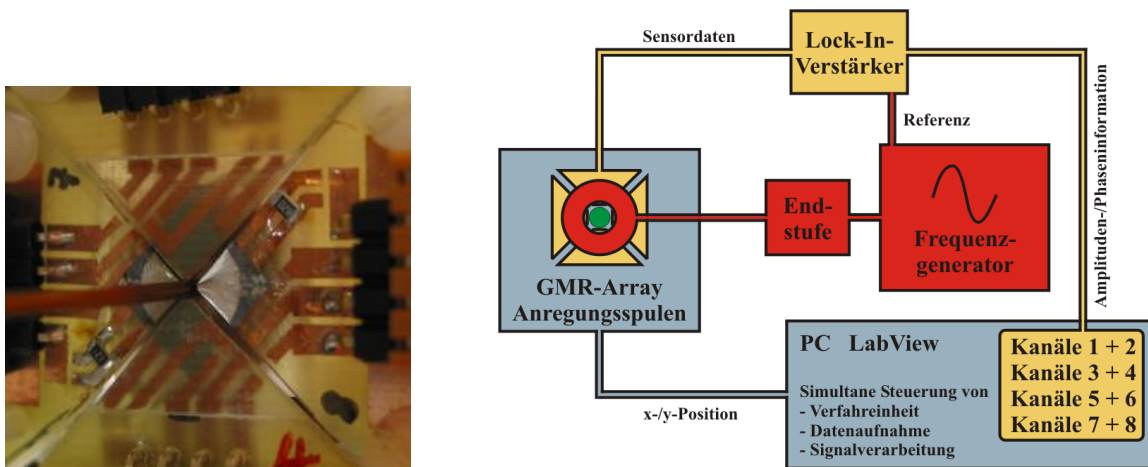 Sensordaten
Lock-In-
Verstärker
Referenz
Amplituden-/Phaseninformation
End-
stufe
Frequenz-
generator
GMR-Array
Anregungsspulen
x-/y-Position
PC LabView
Simultane Steuerung von
- Verfahreinheit
- Datenaufnahme
- Signalverarbeitung
Kanäle 1 + 2
Kanäle 3 + 4
Kanäle 5 + 6
Kanäle 7 + 8